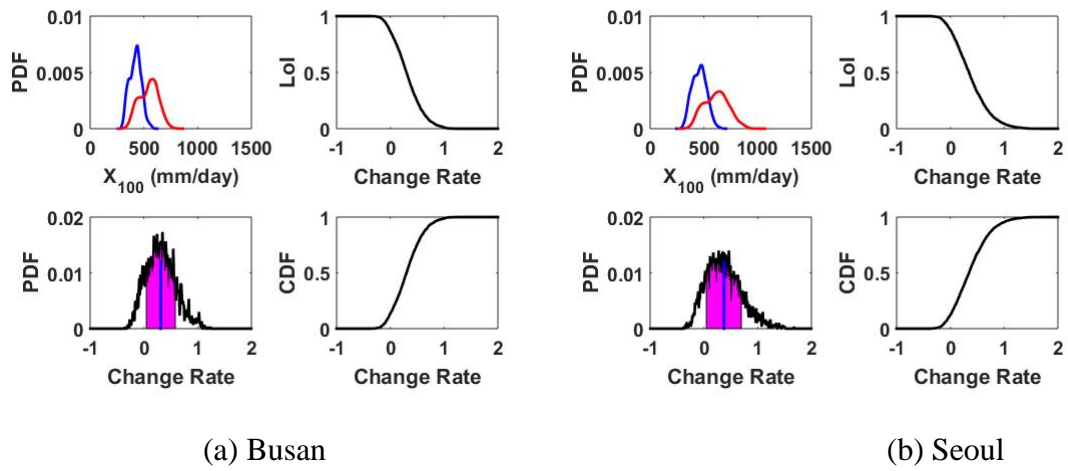 0.01
0.005
0
PDF
0 500 1000 1500
X100 (mm/day)
1
0.5
0
LoI
-1 0 1 2
Change Rate
0.01
0.005
0
PDF
0 500 1000 1500
X100 (mm/day)
1
0.5
0
LoI
-1 0 1 2
Change Rate
0.02
0.01
0
PDF
-1 0 1 2
Change Rate
1
0.5
0
CDF
-1 0 1 2
Change Rate
0.02
0.01
0
PDF
-1 0 1 2
Change Rate
1
0.5
0
CDF
-1 0 1 2
Change Rate
(a) Busan
(b) Seoul